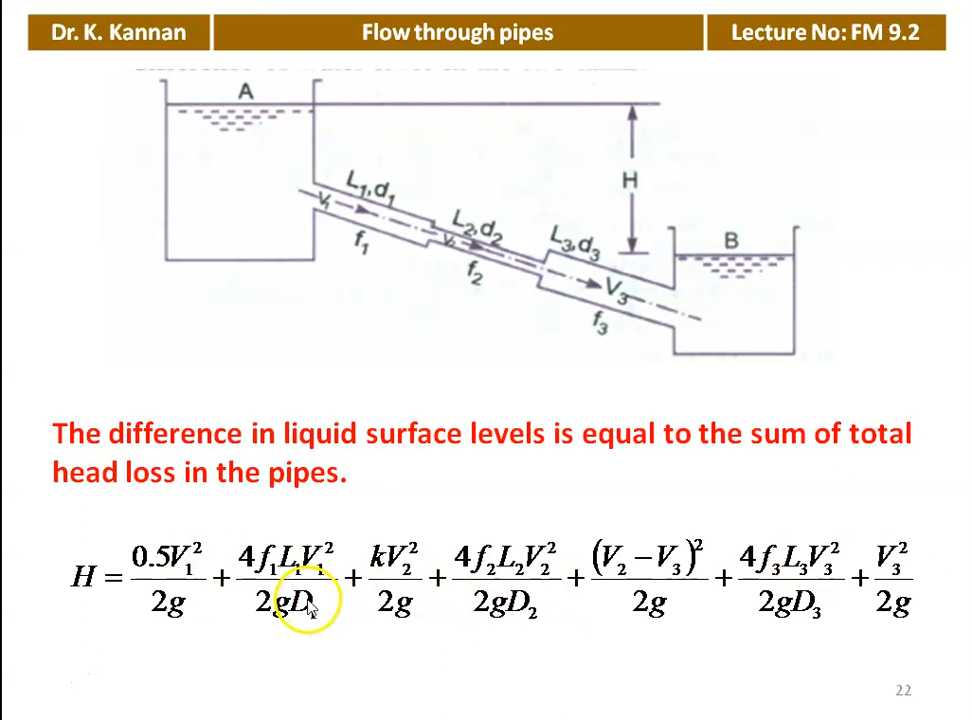 Dr. K. Kannan
Flow through pipes
Lecture No: FM 9.2
A
H
L₁,d₁
V₁
f₁
L₂,d₂
f₂
L₃,d₃
V₃
f₃
B
The difference in liquid surface levels is equal to the sum of total
head loss in the pipes.
H = 0.5V₁²/2g + 4f₁L₁V₁²/2gD₁ + kV₂²/2g + 4f₂L₂V₂²/2gD₂ + (V₂ − V₃)²/2g + 4f₃L₃V₃²/2gD₃ + V₃²/2g
22